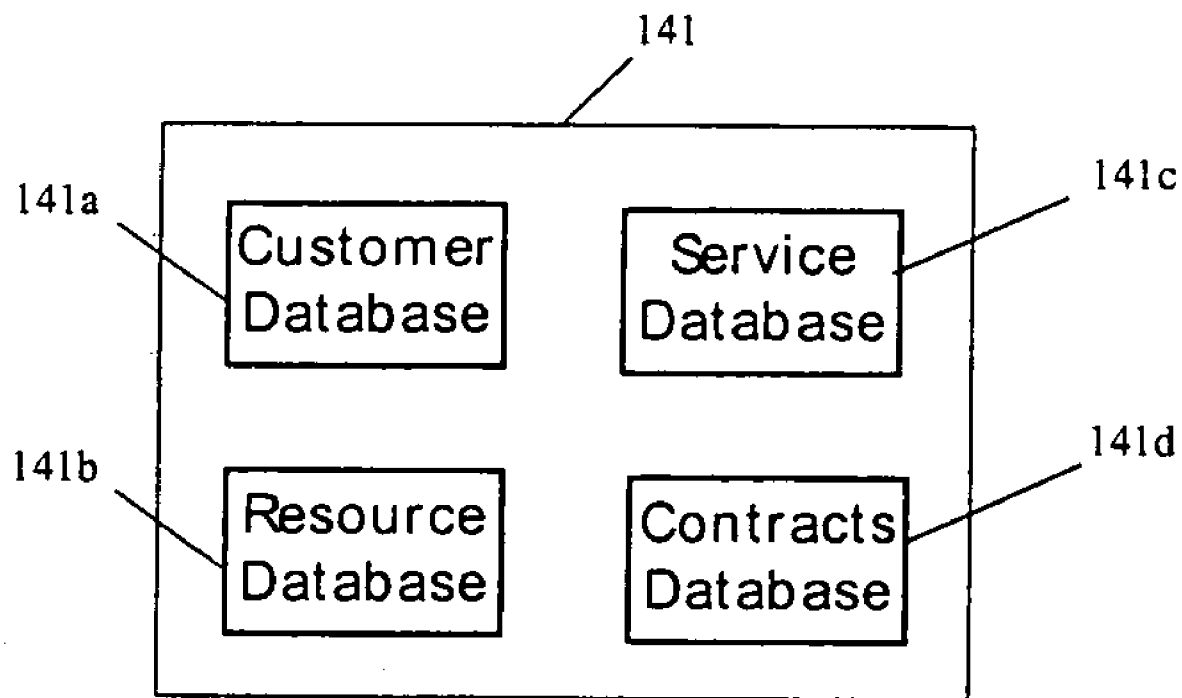 141
141a
Customer
Database
141c
Service
Database
141b
Resource
Database
141d
Contracts
Database